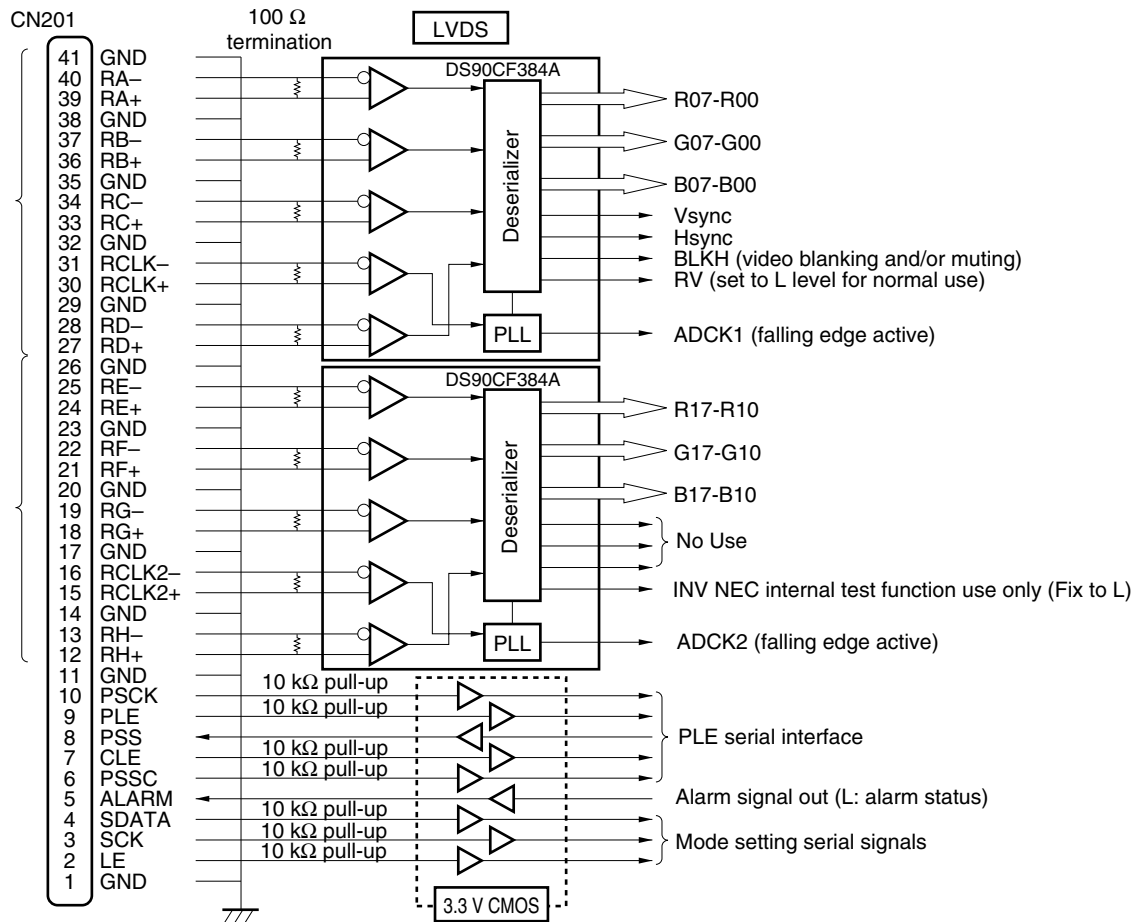 CN201
100 Ω
termination
LVDS
41 GND
40 RA−
39 RA+
38 GND
37 RB−
36 RB+
35 GND
34 RC−
33 RC+
32 GND
31 RCLK−
30 RCLK+
29 GND
28 RD−
27 RD+
26 GND
25 RE−
24 RE+
23 GND
22 RF−
21 RF+
20 GND
19 RG−
18 RG+
17 GND
16 RCLK2−
15 RCLK2+
14 GND
13 RH−
12 RH+
11 GND
10 PSCK
9 PLE
8 PSS
7 CLE
6 PSSC
5 ALARM
4 SDATA
3 SCK
2 LE
1 GND
DS90CF384A
Deserializer
PLL
R07-R00
G07-G00
B07-B00
Vsync
Hsync
BLKH (video blanking and/or muting)
RV (set to L level for normal use)
ADCK1 (falling edge active)
DS90CF384A
Deserializer
PLL
R17-R10
G17-G10
B17-B10
No Use
INV NEC internal test function use only (Fix to L)
ADCK2 (falling edge active)
10 kΩ pull-up
10 kΩ pull-up
10 kΩ pull-up
10 kΩ pull-up
10 kΩ pull-up
10 kΩ pull-up
10 kΩ pull-up
PLE serial interface
Alarm signal out (L: alarm status)
Mode setting serial signals
3.3 V CMOS